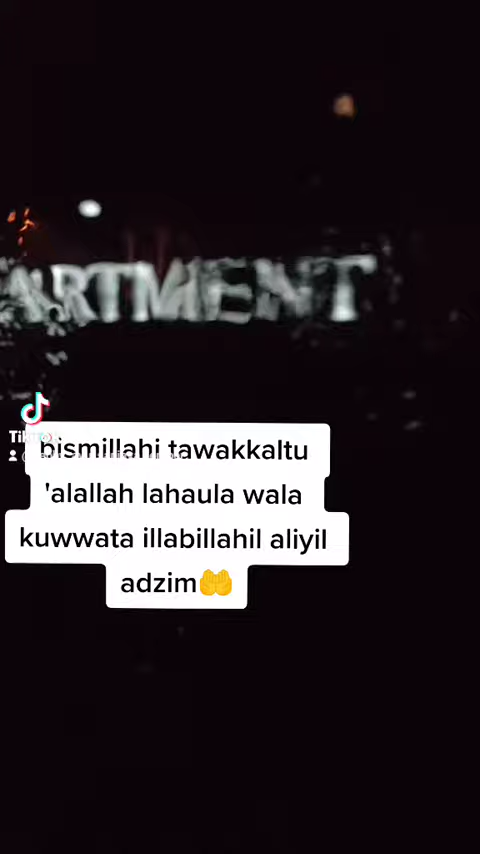 ARTMENT
TikTok
bismillahi tawakkaltu
'alallah lahaula wala
kuwwata illabillahil aliyil
adzim🤲